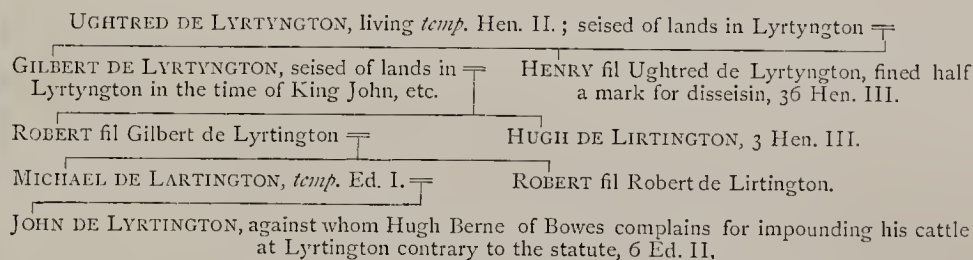 UGHTRED DE LYRTYNGTON, living temp. Hen. II. ; seised of lands in Lyrtyngton
GILBERT DE LYRTYNGTON, seised of lands in
Lyrtyngton in the time of King John, etc.
HENRY fil Ughtred de Lyrtyngton, fined half
a mark for disseisin, 36 Hen. III.
ROBERT fil Gilbert de Lyrtington
HUGH DE LIRTINGTON, 3 Hen. III.
MICHAEL DE LARTINGTON, temp. Ed. I.
ROBERT fil Robert de Lirtington.
JOHN DE LYRTINGTON, against whom Hugh Berne of Bowes complains for impounding his cattle
at Lyrtington contrary to the statute, 6 Ed. II,